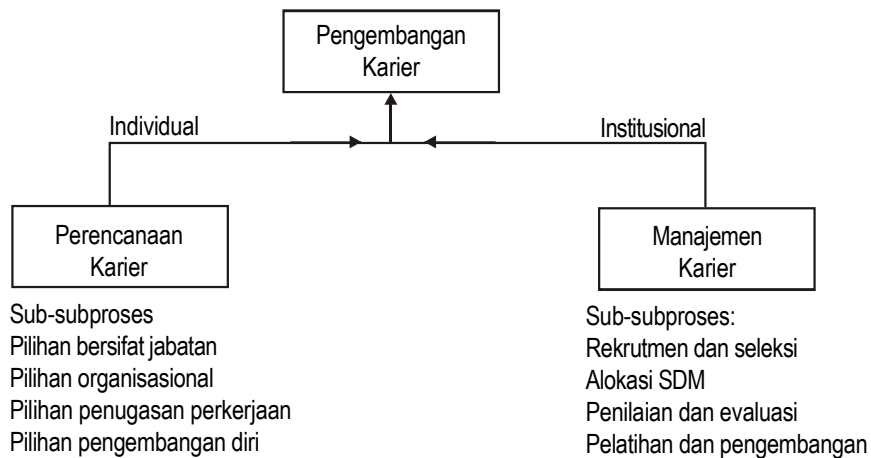 Pengembangan
Karier
Individual
Institusional
Perencanaan
Karier
Manajemen
Karier
Sub-subproses
Pilihan bersifat jabatan
Pilihan organisasional
Pilihan penugasan perkerjaan
Pilihan pengembangan diri
Sub-subproses:
Rekrutmen dan seleksi
Alokasi SDM
Penilaian dan evaluasi
Pelatihan dan pengembangan